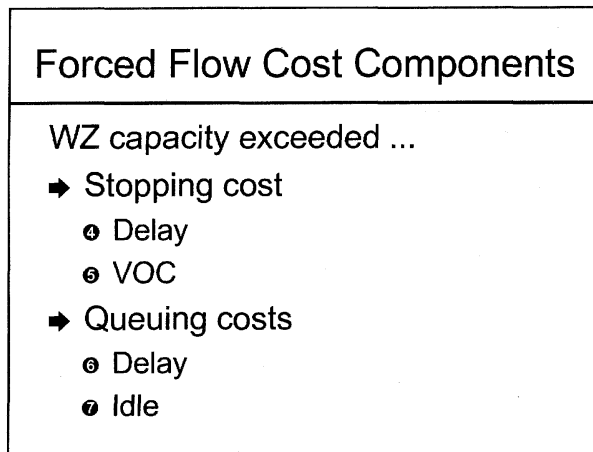 Forced Flow Cost Components
WZ capacity exceeded ...
➡ Stopping cost
❹ Delay
❺ VOC
➡ Queuing costs
❻ Delay
❼ Idle